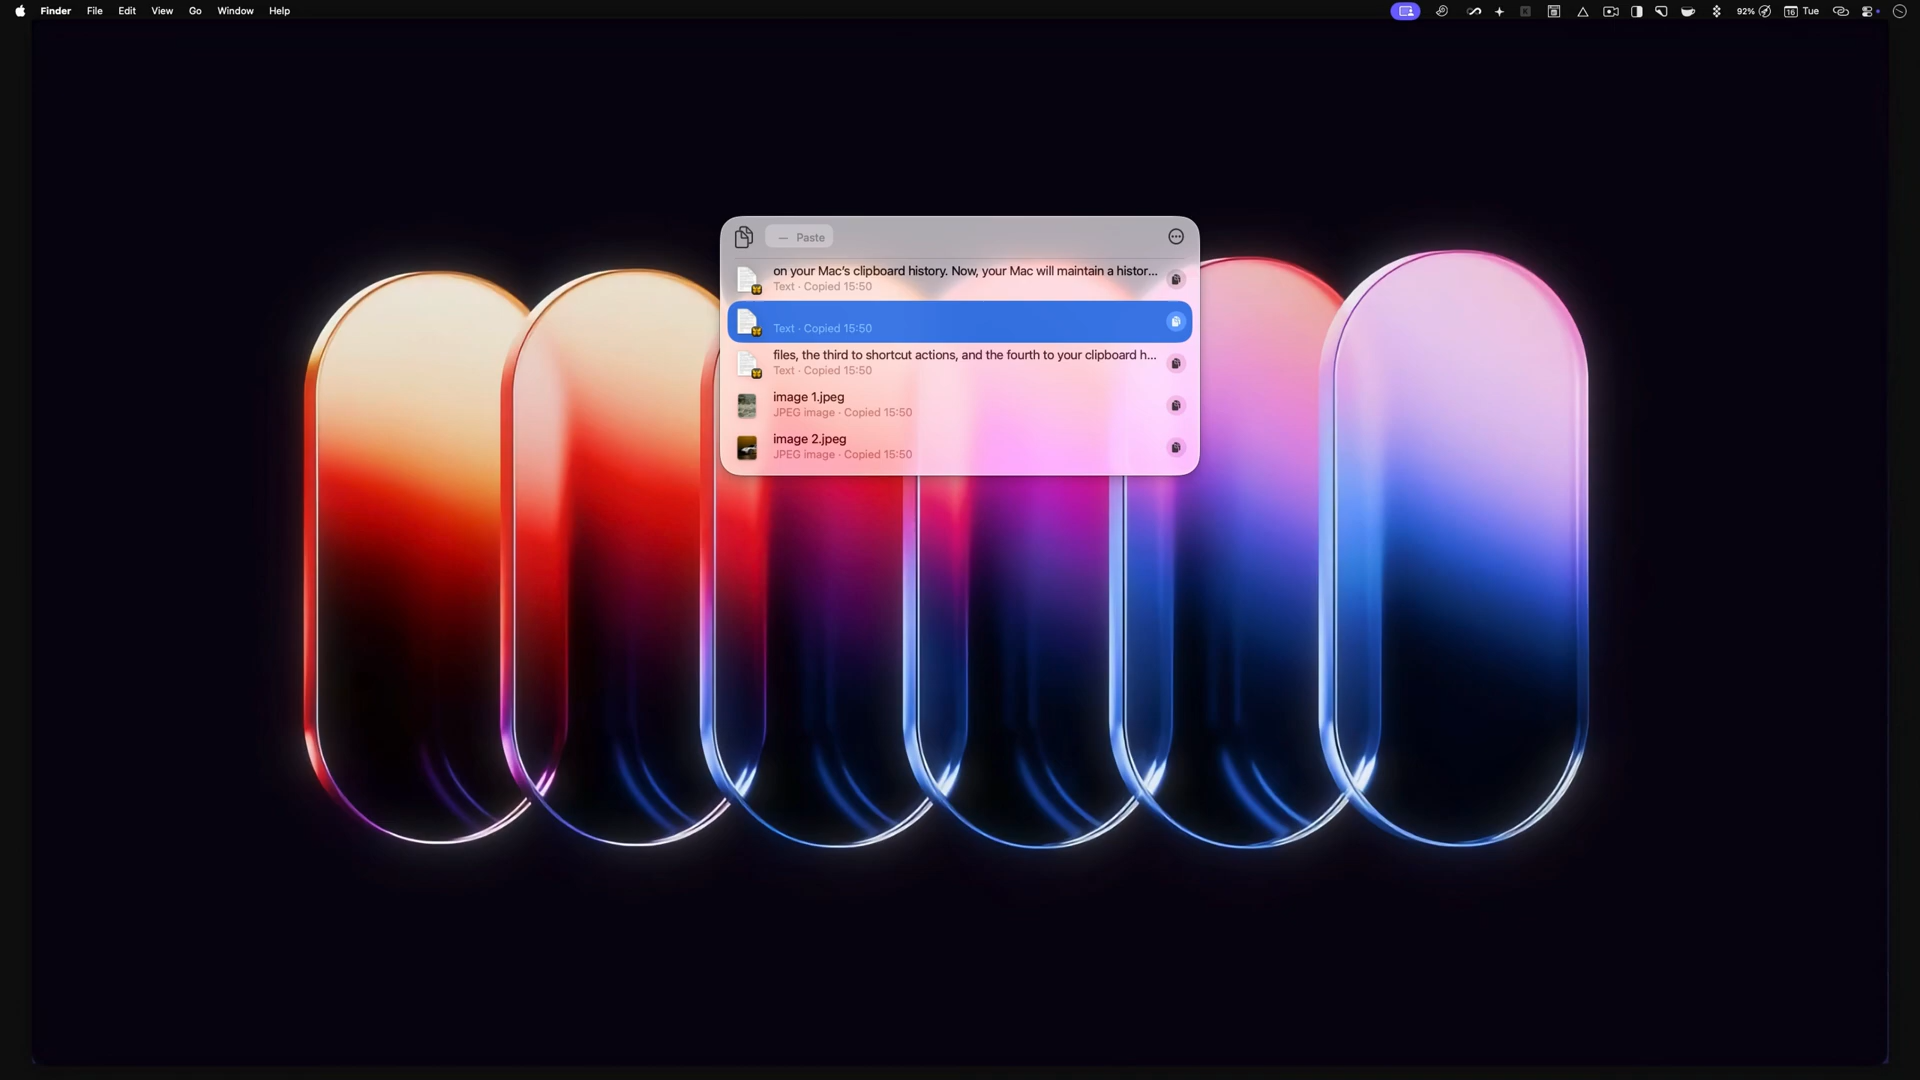 Finder File Edit View Go Window Help
92% 16 Tue
— Paste
on your Mac's clipboard history. Now, your Mac will maintain a histor...
Text · Copied 15:50
Text · Copied 15:50
files, the third to shortcut actions, and the fourth to your clipboard h...
Text · Copied 15:50
image 1.jpeg
JPEG image · Copied 15:50
image 2.jpeg
JPEG image · Copied 15:50